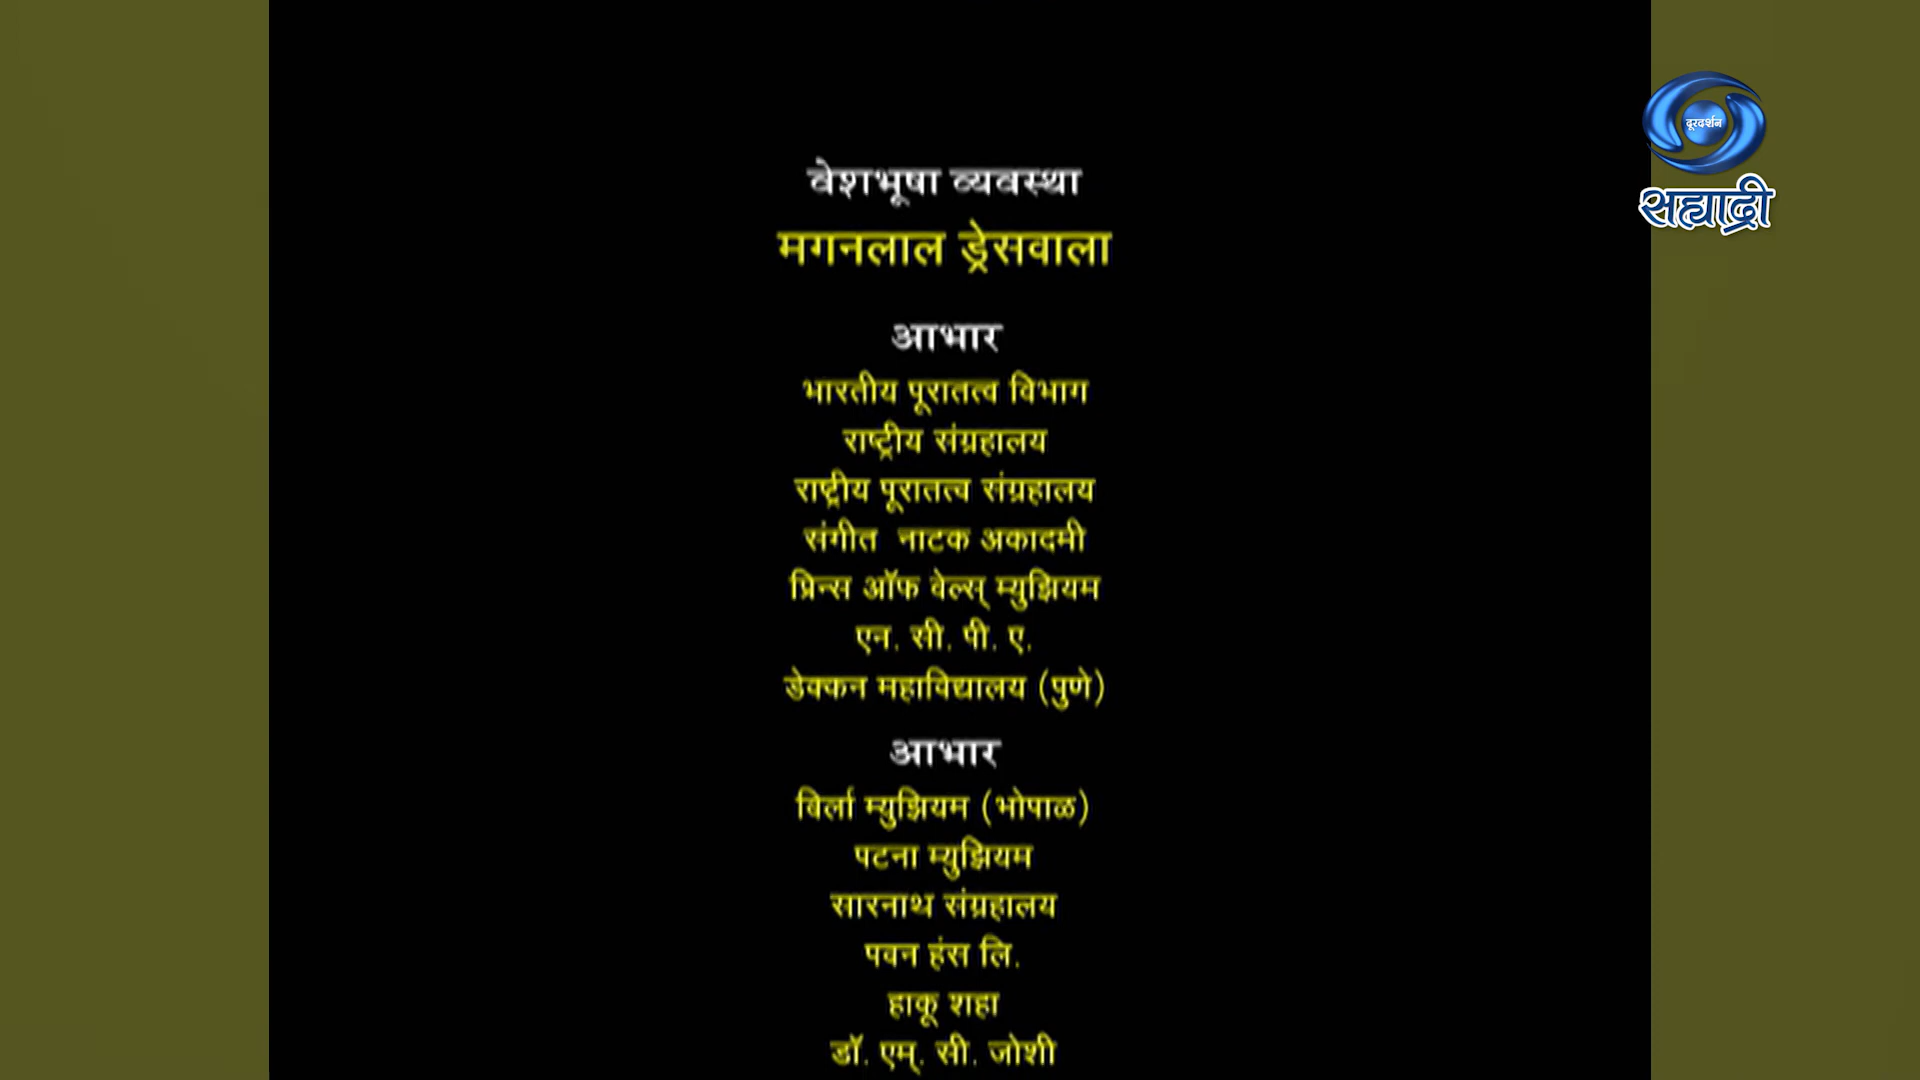 दूरदर्शन
सह्याद्री
वेशभूषा व्यवस्था
मगनलाल ड्रेसवाला
आभार
भारतीय पूरातत्व विभाग
राष्ट्रीय संग्रहालय
राष्ट्रीय पूरातत्व संग्रहालय
संगीत नाटक अकादमी
प्रिन्स ऑफ वेल्स् म्युझियम
एन. सी. पी. ए.
डेक्कन महाविद्यालय (पुणे)
आभार
बिर्ला म्युझियम (भोपाळ)
पटना म्युझियम
सारनाथ संग्रहालय
पवन हंस लि.
हाकू शहा
डॉ. एम्. सी. जोशी